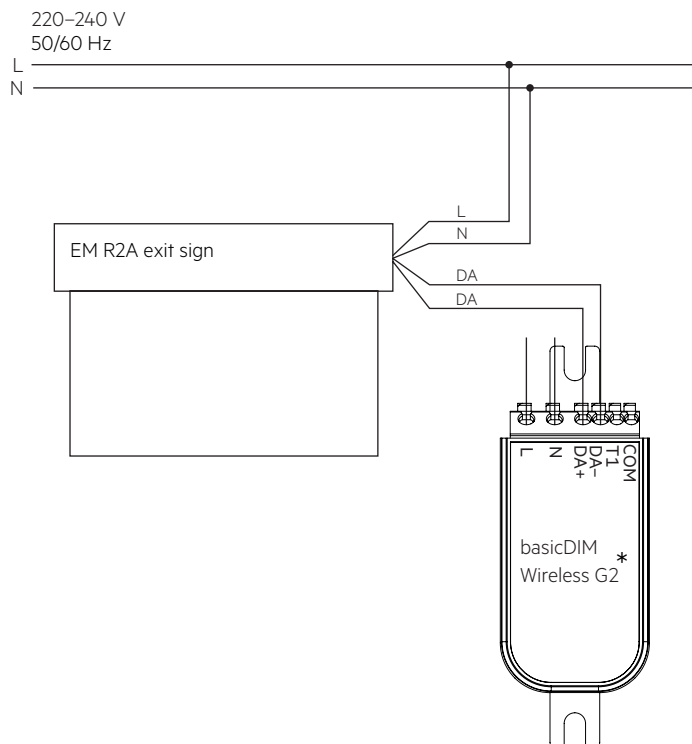 220–240 V
50/60 Hz
L
N
L
N
EM R2A exit sign
DA
DA
L
N
DA+
DA-
T1
COM
basicDIM
Wireless G2*